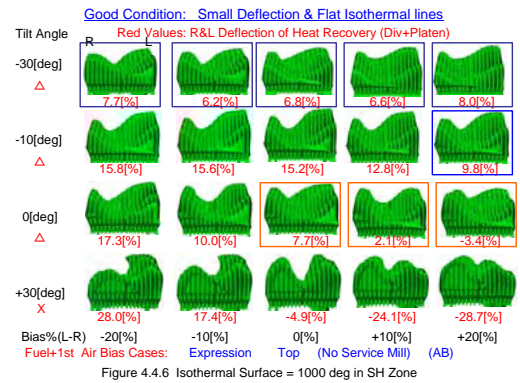 Good Condition: Small Deflection & Flat Isothermal lines
Tilt Angle Red Values: R&L Deflection of Heat Recovery (Div+Platen)
R L
-30[deg]
△
7.7[%] 6.2[%] 6.8[%] 6.6[%] 8.0[%]
-10[deg]
△
15.8[%] 15.6[%] 15.2[%] 12.8[%] 9.8[%]
0[deg]
△
17.3[%] 10.0[%] 7.7[%] 2.1[%] -3.4[%]
+30[deg]
X
28.0[%] 17.4[%] -4.9[%] -24.1[%] -28.7[%]
Bias%(L-R) -20[%] -10[%] 0[%] +10[%] +20[%]
Fuel+1st Air Bias Cases: Expression Top (No Service Mill) (AB)
Figure 4.4.6 Isothermal Surface = 1000 deg in SH Zone